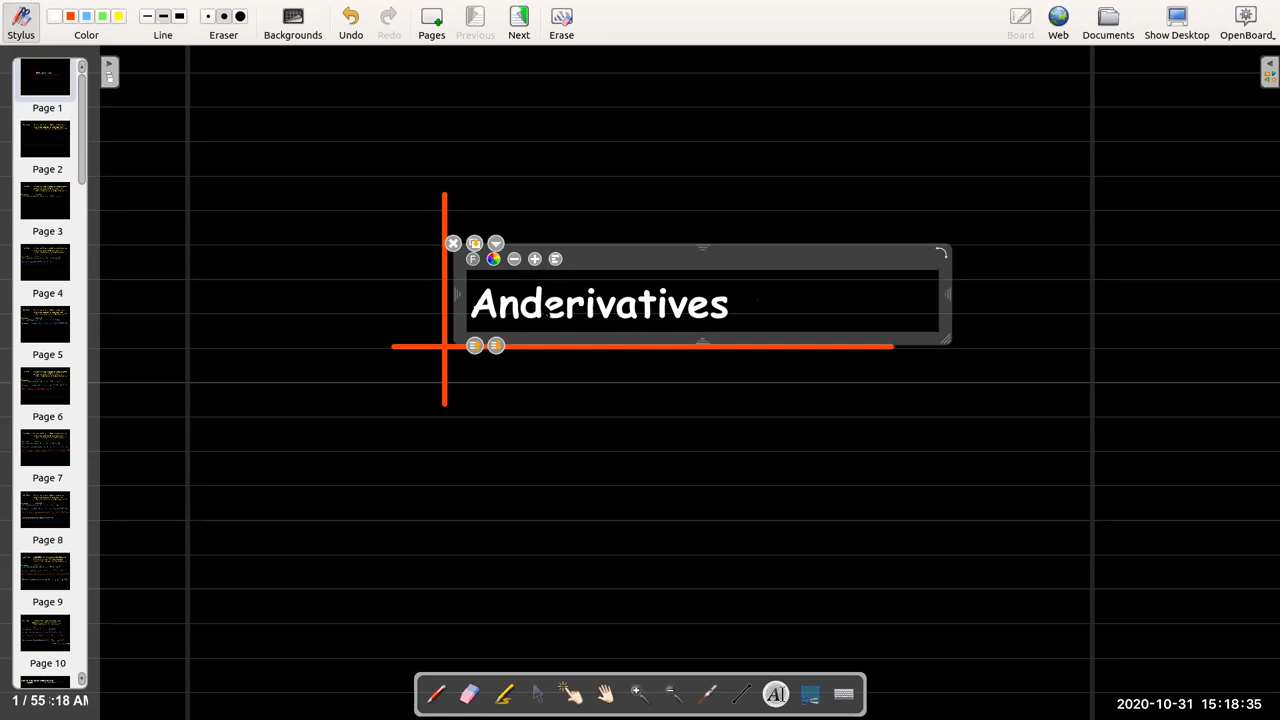 Stylus
Color
Line
Eraser
Backgrounds
Undo
Redo
Pages
Previous
Next
Erase
Board
Web
Documents
Show Desktop
OpenBoard
Page 1
Page 2
Page 3
Page 4
Page 5
Page 6
Page 7
Page 8
Page 9
Page 10
F
Anderivatives
AI
1 / 55
:18 AM
2020-10-31 15:18:35